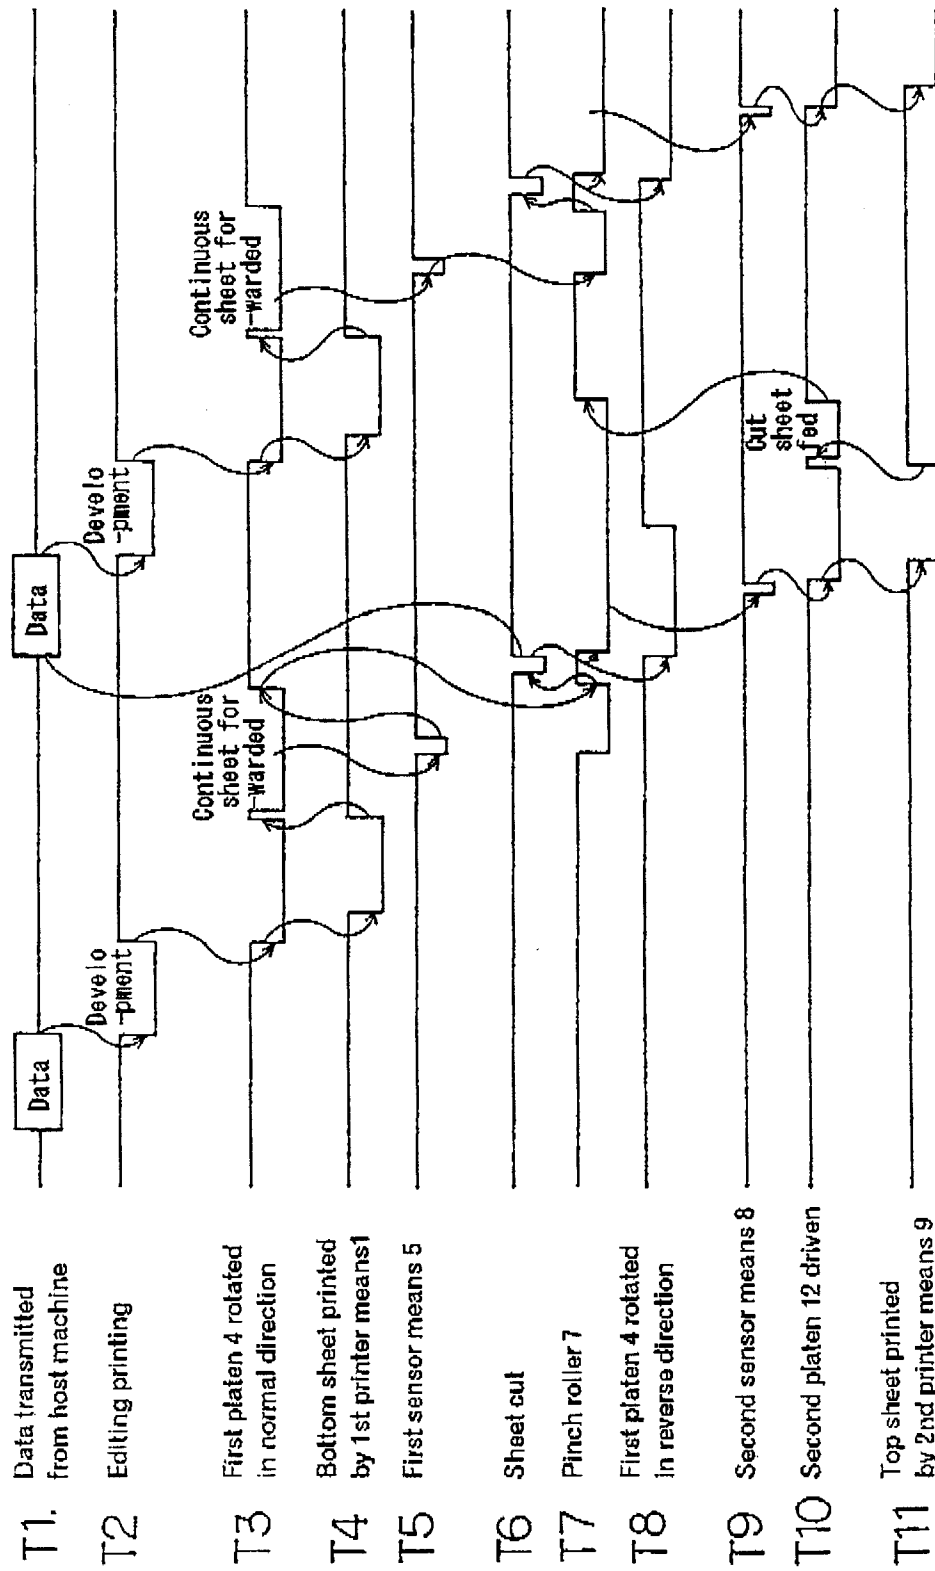 T1. Data transmitted
from host machine
Data
Data
T2 Editing printing
Develo
-pment
Develo
-pment
T3 First platen 4 rotated
in normal direction
Continuous
sheet for
-warded
Continuous
sheet for
-warded
T4 Bottom sheet printed
by 1st printer means1
T5 First sensor means 5
T6 Sheet cut
T7 Pinch roller 7
T8 First platen 4 rotated
in reverse direction
T9 Second sensor means 8
T10 Second platen 12 driven
Cut
sheet
fed
T11 Top sheet printed
by 2nd printer means 9